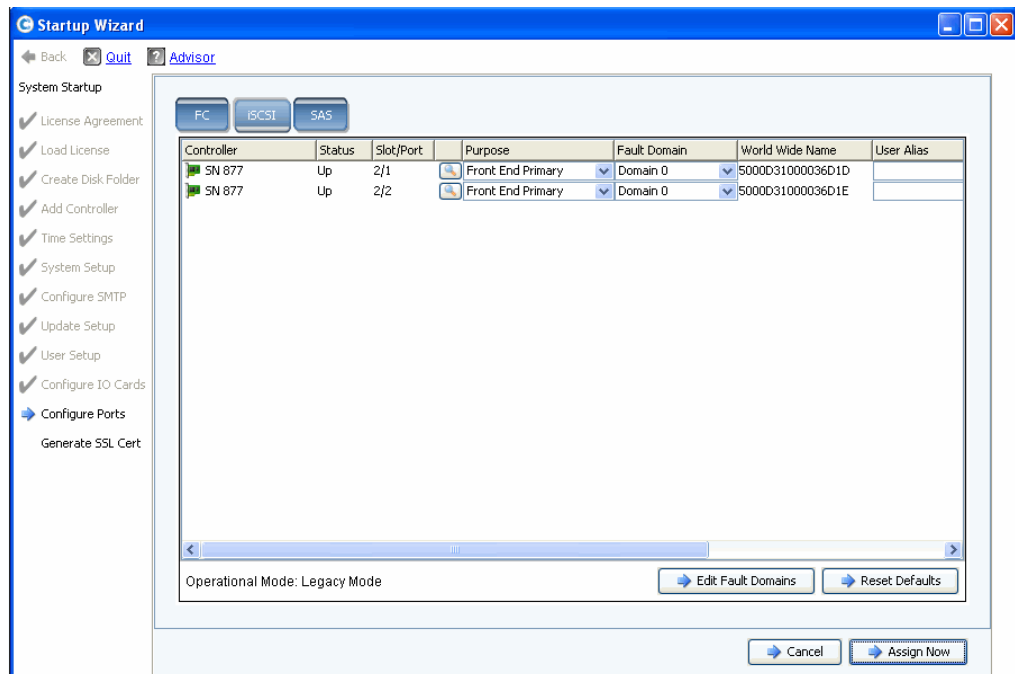 Startup Wizard
Back Quit Advisor
System Startup
License Agreement
Load License
Create Disk Folder
Add Controller
Time Settings
System Setup
Configure SMTP
Update Setup
User Setup
Configure IO Cards
Configure Ports
Generate SSL Cert
FC iSCSI SAS
Controller Status Slot/Port Purpose Fault Domain World Wide Name User Alias
SN 877 Up 2/1 Front End Primary Domain 0 5000D31000036D1D
SN 877 Up 2/2 Front End Primary Domain 0 5000D31000036D1E
Operational Mode: Legacy Mode
Edit Fault Domains Reset Defaults
Cancel Assign Now